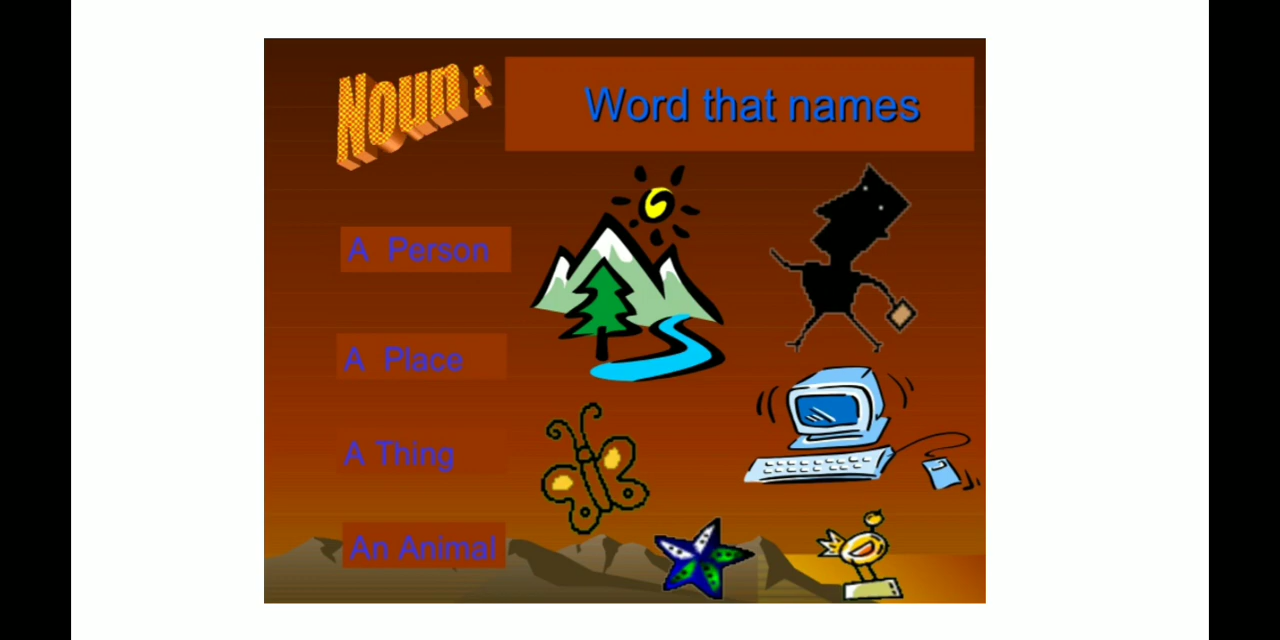 Noun :
Word that names
A Person
A Place
A Thing
An Animal